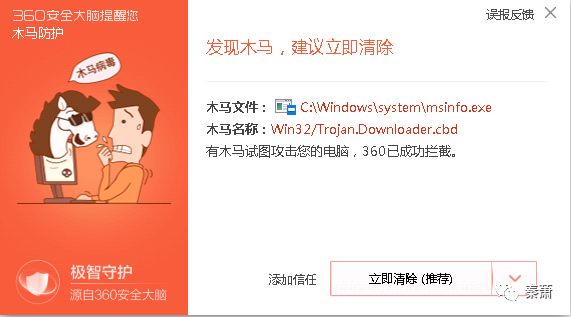 360安全大脑提醒您
木马防护
误报反馈
木马病毒
发现木马，建议立即清除
木马文件： C:\Windows\system\msinfo.exe
木马名称：Win32/Trojan.Downloader.cbd
有木马试图攻击您的电脑，360已成功拦截。
极智守护
源自360安全大脑
添加信任
立即清除 (推荐)
秦萧